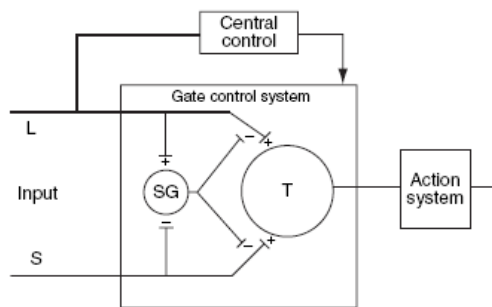 Central
control
Gate control system
L
+
−
+
SG
T
Input
Action
system
−
−
+
S